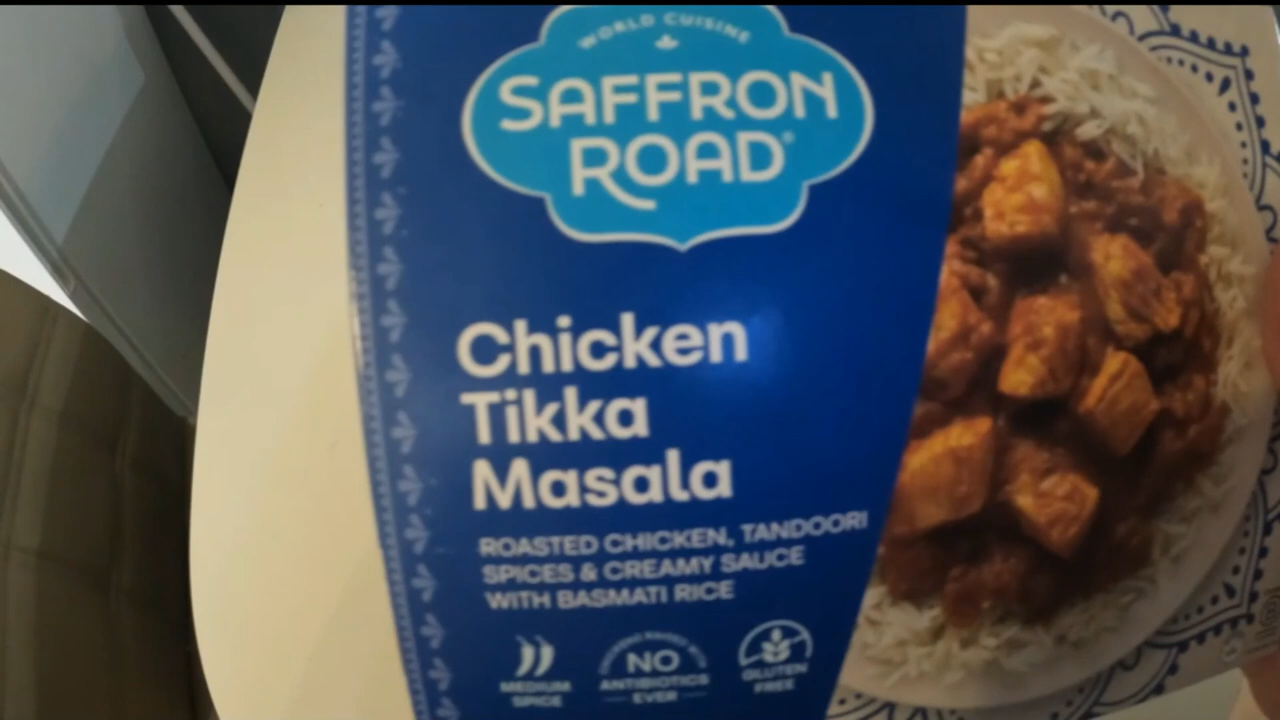 WORLD CUISINE
SAFFRON
ROAD®
Chicken
Tikka
Masala
ROASTED CHICKEN, TANDOORI
SPICES & CREAMY SAUCE
WITH BASMATI RICE
MEDIUM
SPICE
NO
ANTIBIOTICS
EVER
GLUTEN
FREE